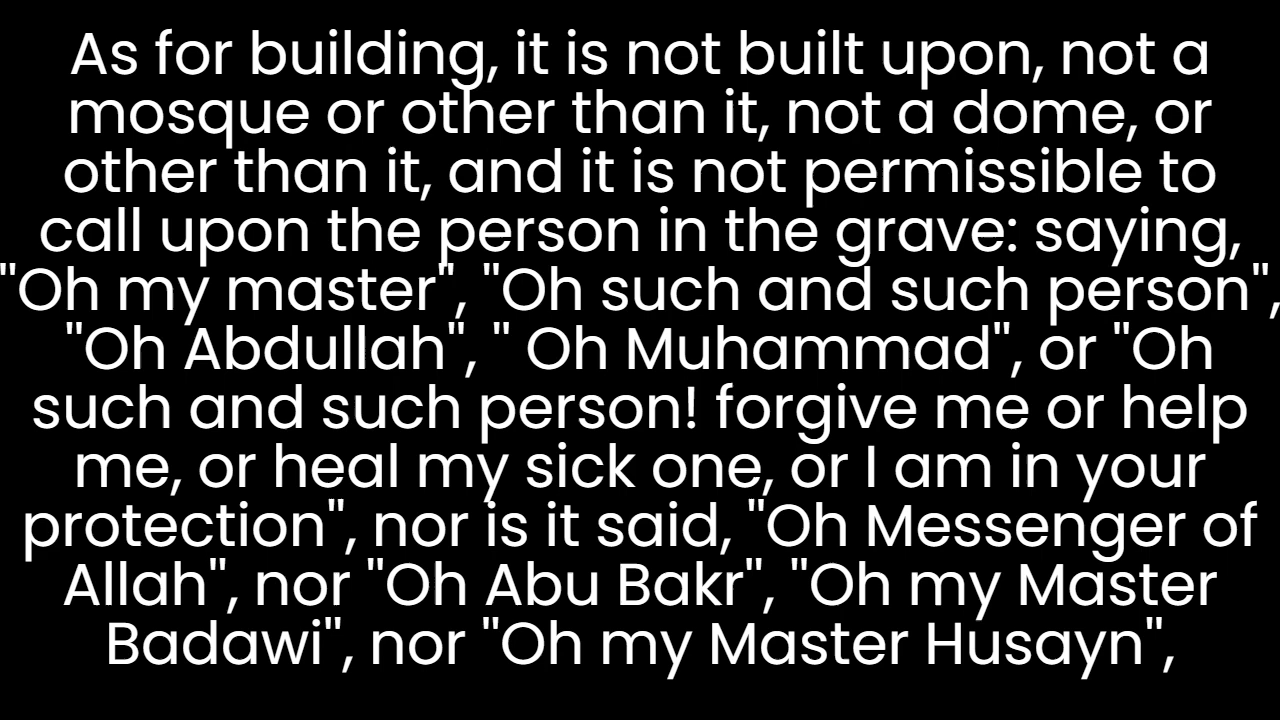 As for building, it is not built upon, not a
mosque or other than it, not a dome, or
other than it, and it is not permissible to
call upon the person in the grave: saying,
"Oh my master", "Oh such and such person",
"Oh Abdullah", " Oh Muhammad", or "Oh
such and such person! forgive me or help
me, or heal my sick one, or I am in your
protection", nor is it said, "Oh Messenger of
Allah", nor "Oh Abu Bakr", "Oh my Master
Badawi", nor "Oh my Master Husayn",